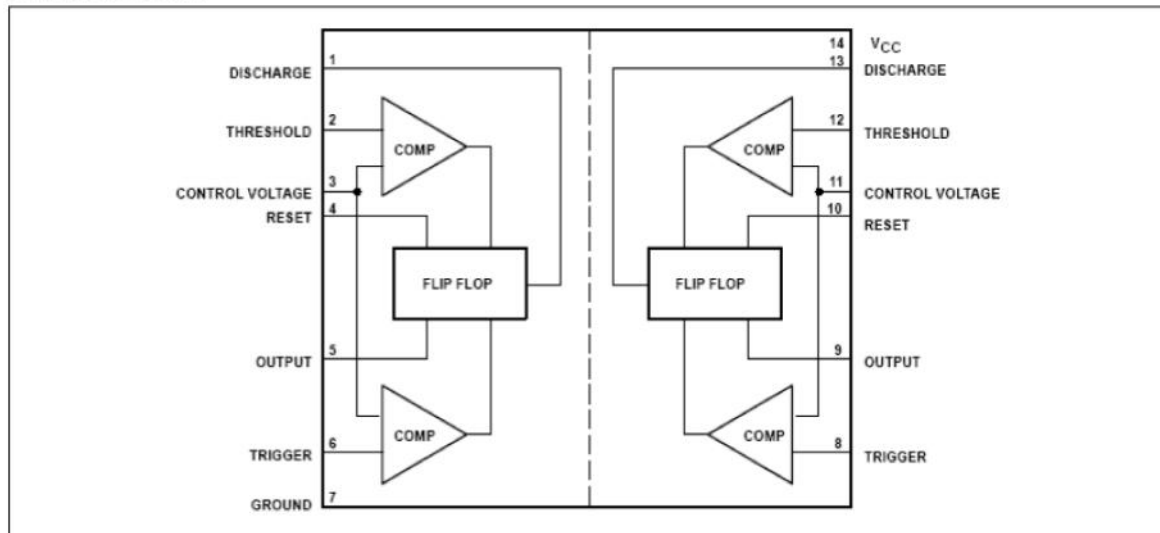 DISCHARGE 1
THRESHOLD 2
COMP
CONTROL VOLTAGE 3
RESET 4
FLIP FLOP
OUTPUT 5
COMP
TRIGGER 6
GROUND 7
14 VCC
13 DISCHARGE
12 THRESHOLD
COMP
11 CONTROL VOLTAGE
10 RESET
FLIP FLOP
9 OUTPUT
COMP
8 TRIGGER